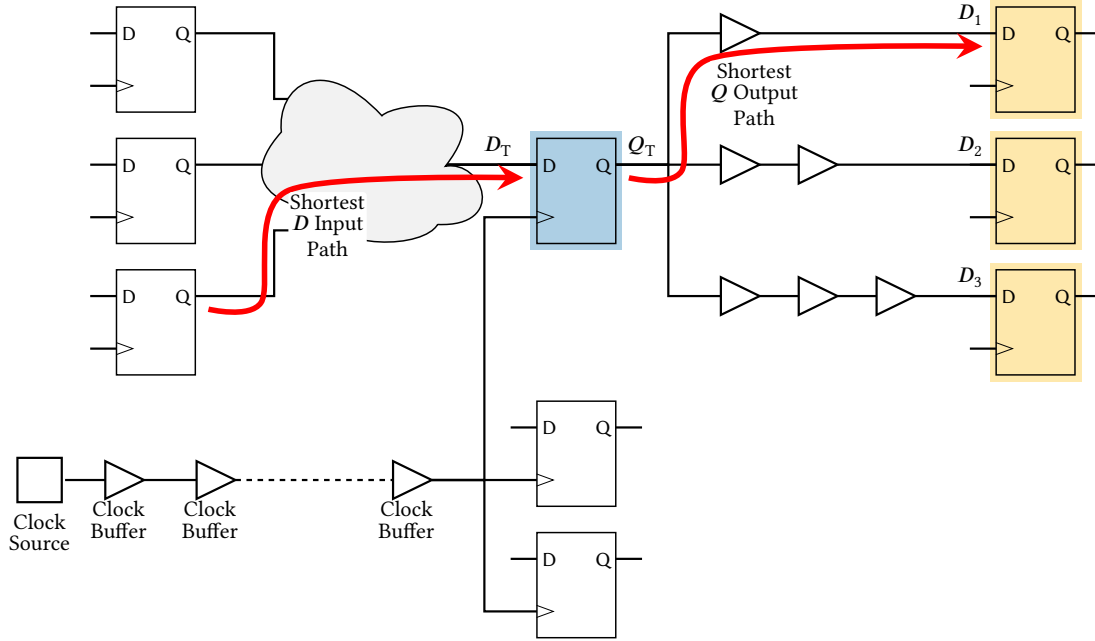 D Q
D Q
D Q
Shortest
D Input
Path
D_T
D Q
Q_T
Shortest
Q Output
Path
D_1
D Q
D_2
D Q
D_3
D Q
D Q
D Q
Clock
Source
Clock
Buffer
Clock
Buffer
Clock
Buffer